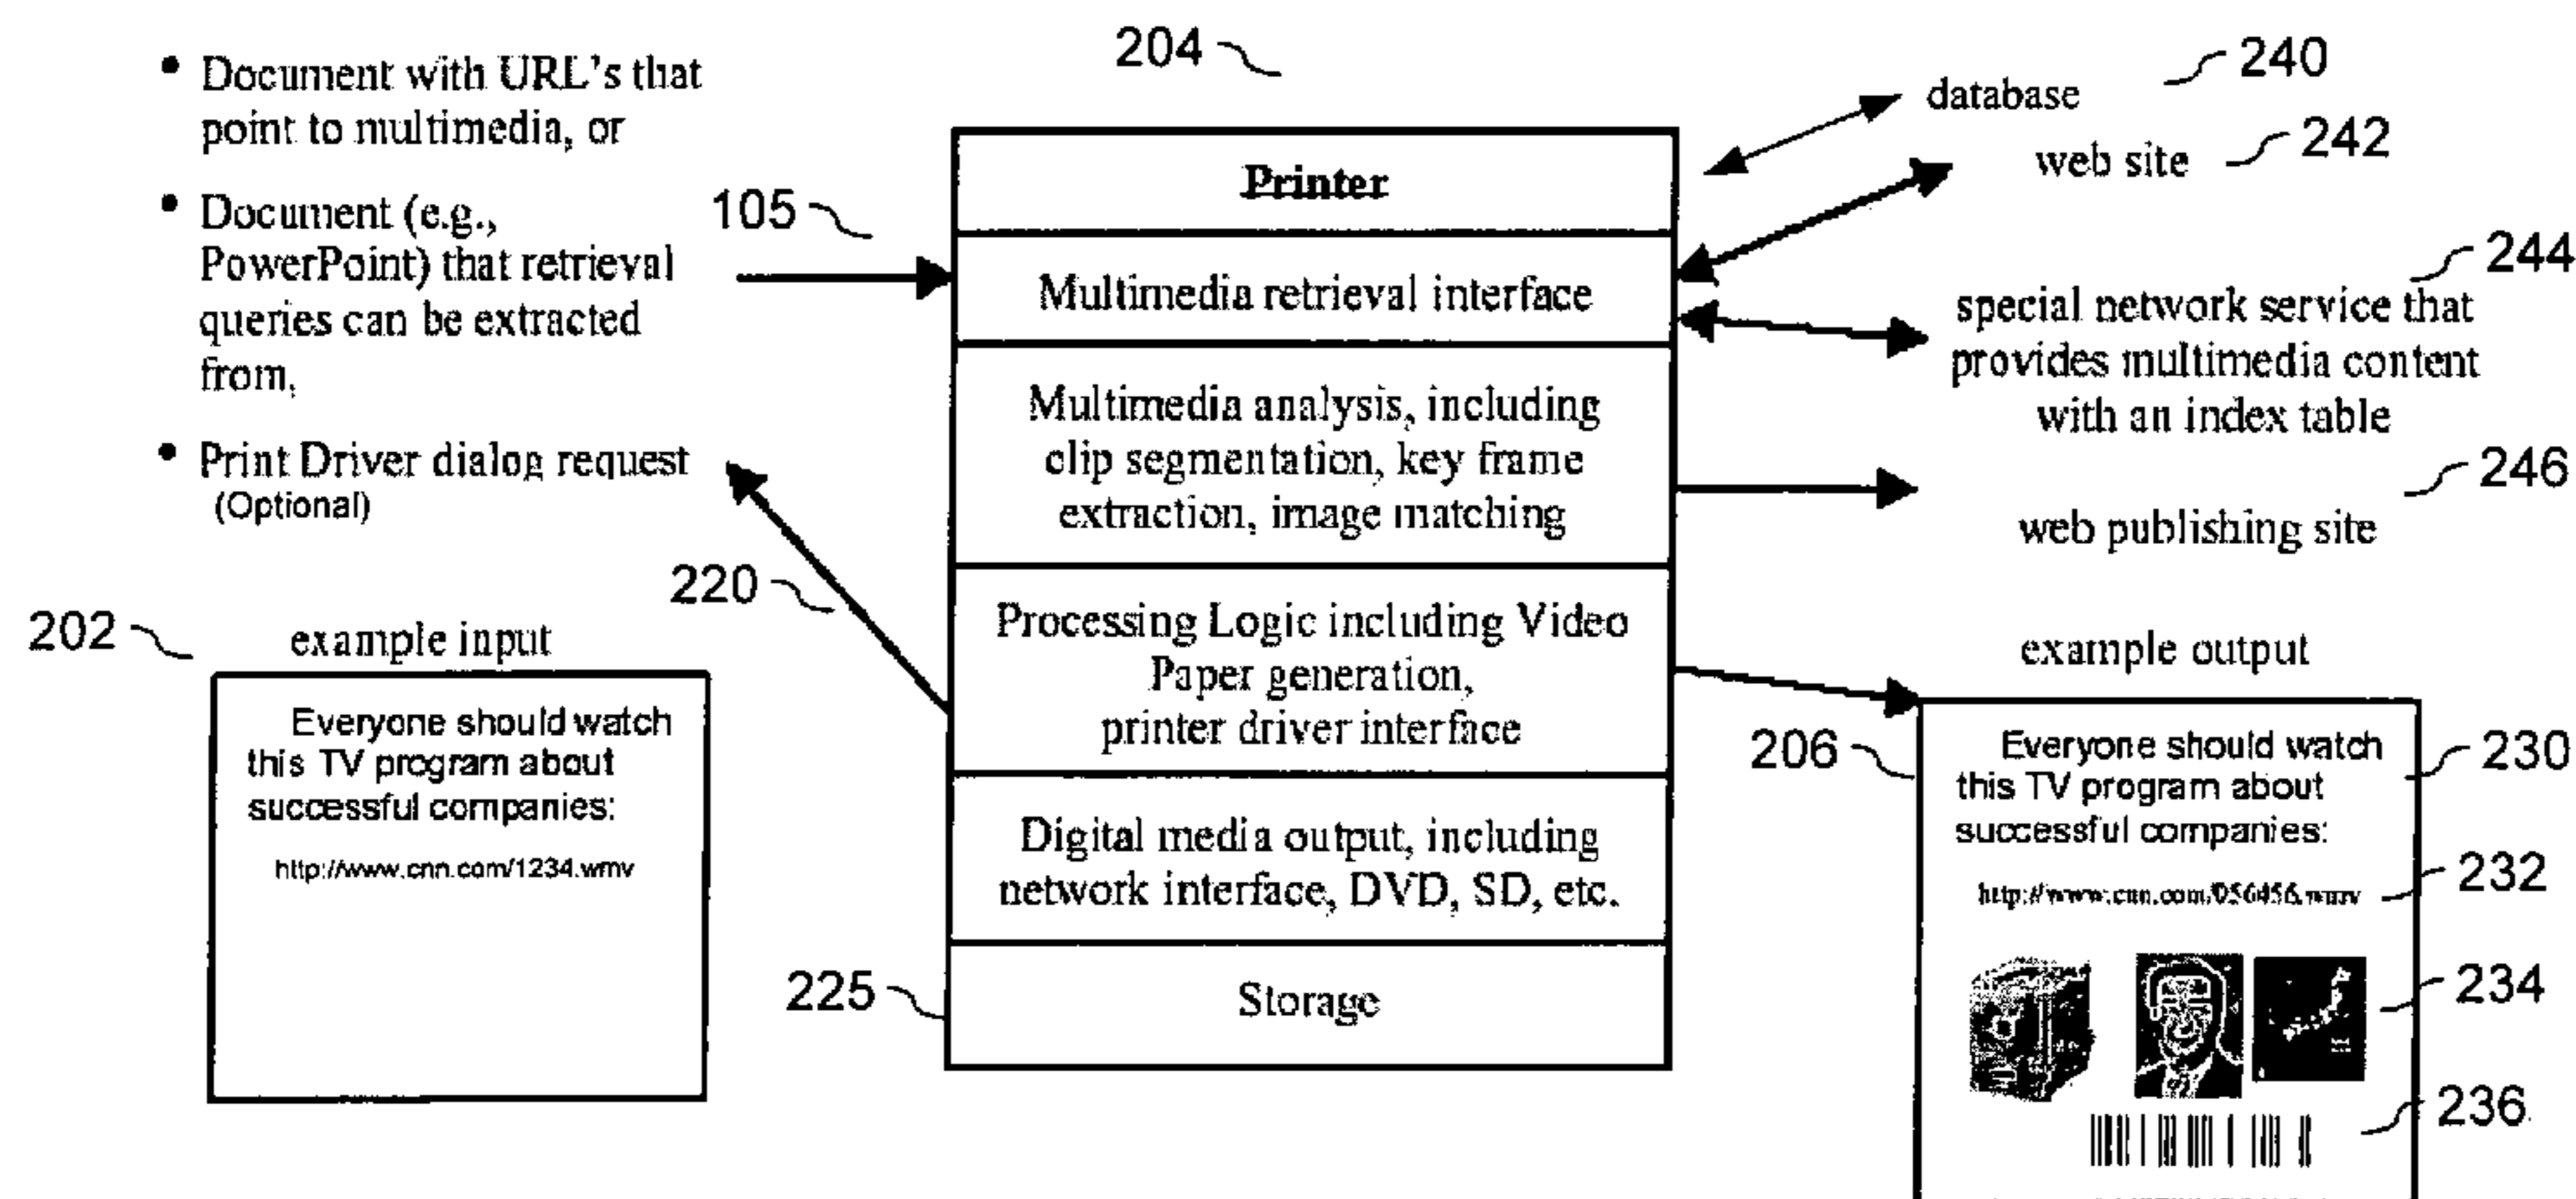 • Document with URL's that
point to multimedia, or
• Document (e.g.,
PowerPoint) that retrieval
queries can be extracted
from,
• Print Driver dialog request
(Optional)
105
220
202
example input
Everyone should watch
this TV program about
successful companies:
http://www.cnn.com/1234.wmv
204
Printer
Multimedia retrieval interface
Multimedia analysis, including
clip segmentation, key frame
extraction, image matching
Processing Logic including Video
Paper generation,
printer driver interface
Digital media output, including
network interface, DVD, SD, etc.
225
Storage
database
240
web site
242
244
special network service that
provides multimedia content
with an index table
246
web publishing site
example output
206
230
Everyone should watch
this TV program about
successful companies:
232
http://www.cnn.com/056456.wmv
234
236